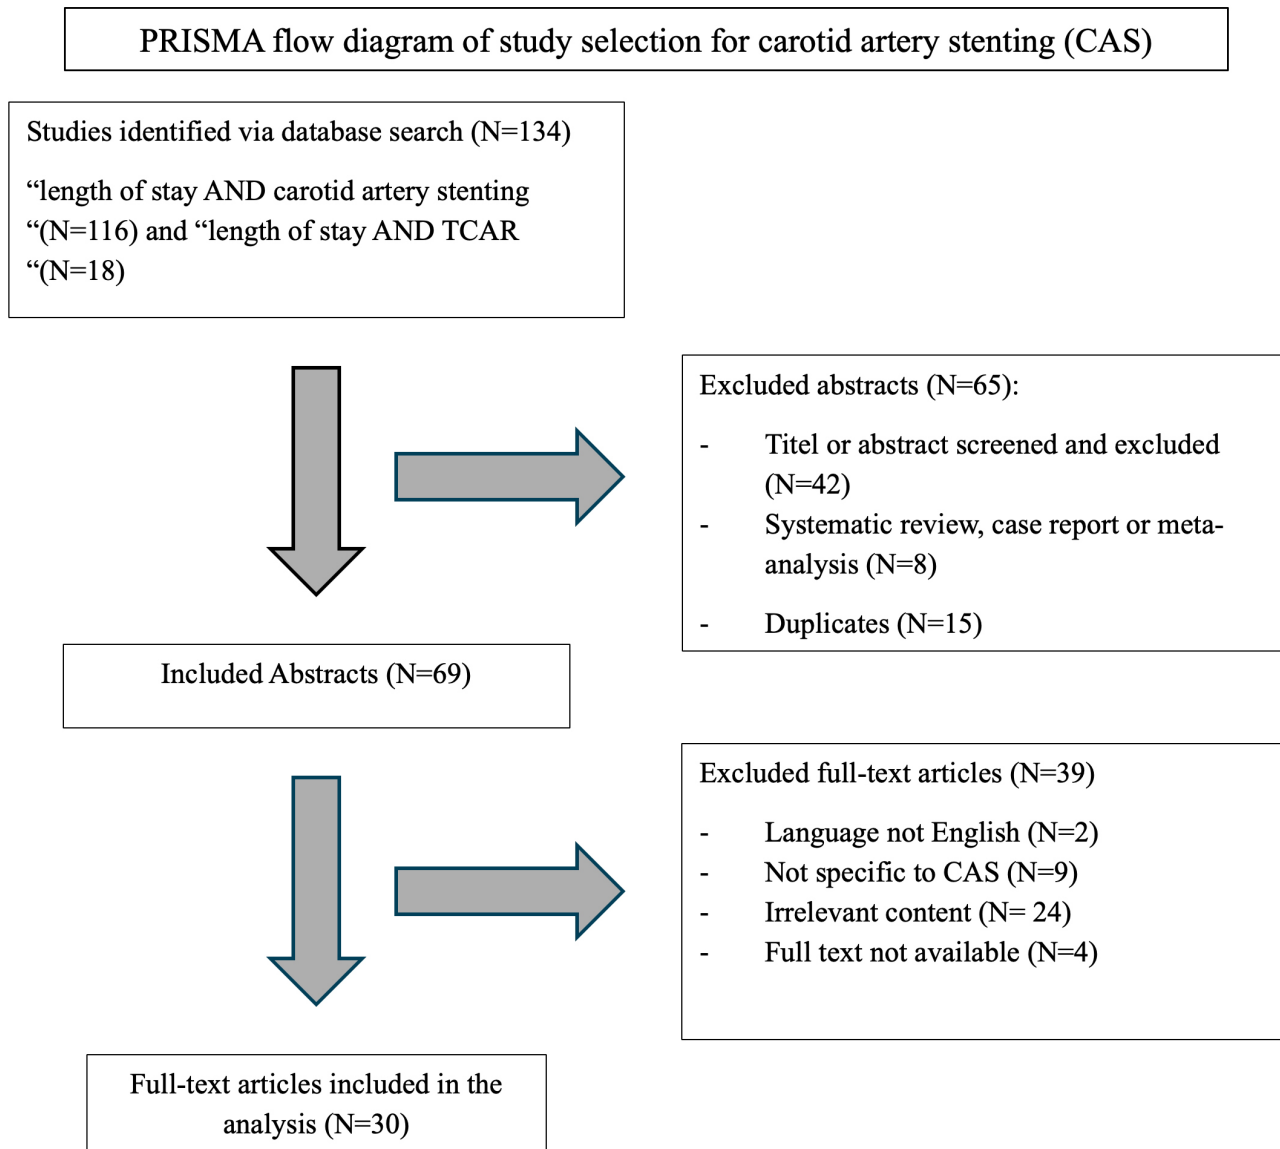 PRISMA flow diagram of study selection for carotid artery stenting (CAS)
Studies identified via database search (N=134)
“length of stay AND carotid artery stenting
“(N=116) and “length of stay AND TCAR
“(N=18)
Excluded abstracts (N=65):
- Titel or abstract screened and excluded
(N=42)
- Systematic review, case report or meta-
analysis (N=8)
- Duplicates (N=15)
Included Abstracts (N=69)
Excluded full-text articles (N=39)
- Language not English (N=2)
- Not specific to CAS (N=9)
- Irrelevant content (N= 24)
- Full text not available (N=4)
Full-text articles included in the
analysis (N=30)